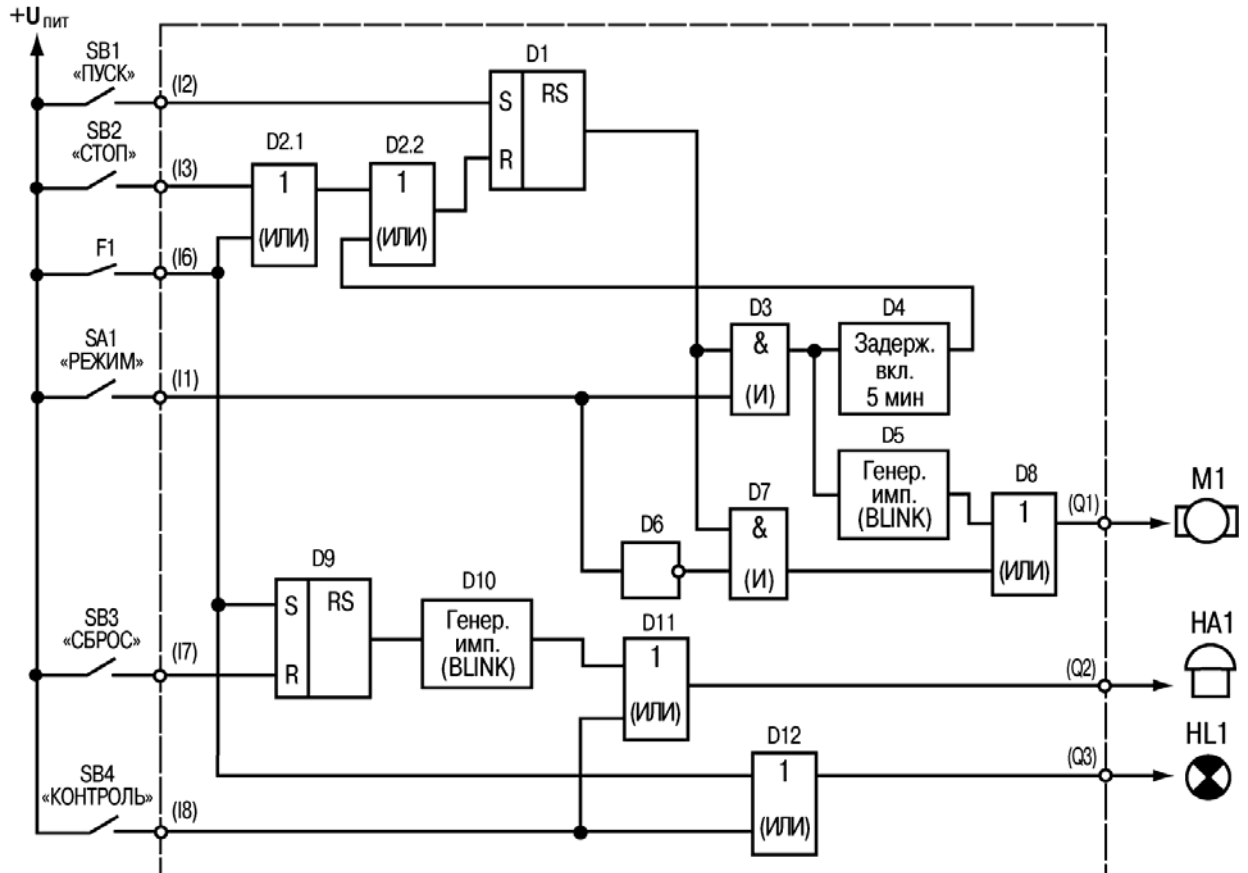 +Uпит
SB1
«ПУСК»
(I2)
D1
S
RS
R
SB2
«СТОП»
(I3)
D2.1
1
(ИЛИ)
D2.2
1
(ИЛИ)
F1
(I6)
SA1
«РЕЖИМ»
(I1)
D3
&
(И)
D4
Задерж.
вкл.
5 мин
D5
Генер.
имп.
(BLINK)
D6
D7
&
(И)
D8
1
(ИЛИ)
(Q1)
M1
SB3
«СБРОС»
(I7)
D9
S
RS
R
D10
Генер.
имп.
(BLINK)
D11
1
(ИЛИ)
(Q2)
HA1
SB4
«КОНТРОЛЬ»
(I8)
D12
1
(ИЛИ)
(Q3)
HL1